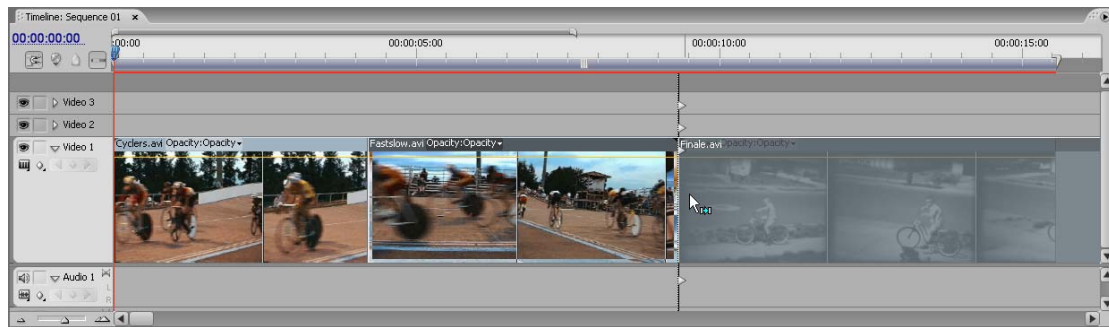 Timeline: Sequence 01 ×
00:00:00:00
:00:00
00:00:05:00
00:00:10:00
00:00:15:00
Video 3
Video 2
Video 1
Cyclers.avi Opacity:Opacity
Fastslow.avi Opacity:Opacity
Finale.avi Opacity:Opacity
Audio 1
L
R